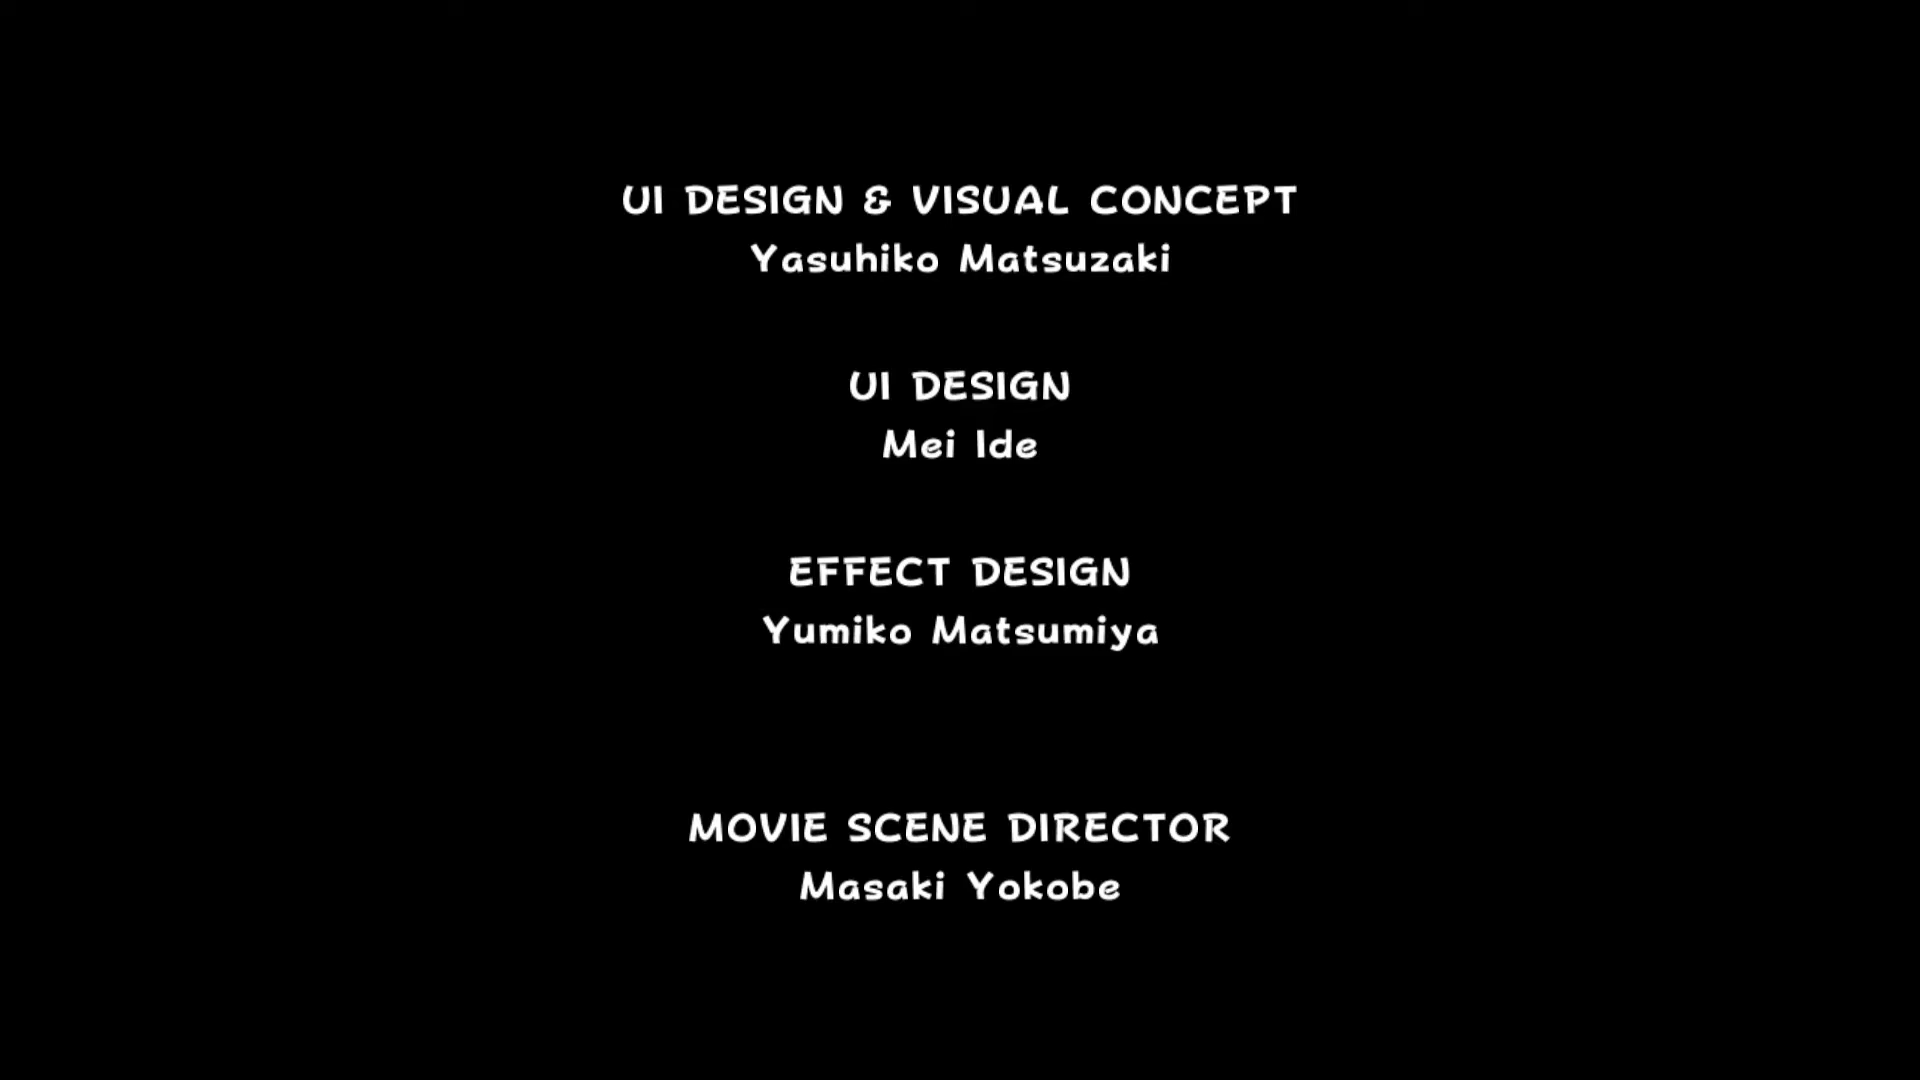 UI DESIGN & VISUAL CONCEPT
Yasuhiko Matsuzaki
UI DESIGN
Mei Ide
EFFECT DESIGN
Yumiko Matsumiya
MOVIE SCENE DIRECTOR
Masaki Yokobe